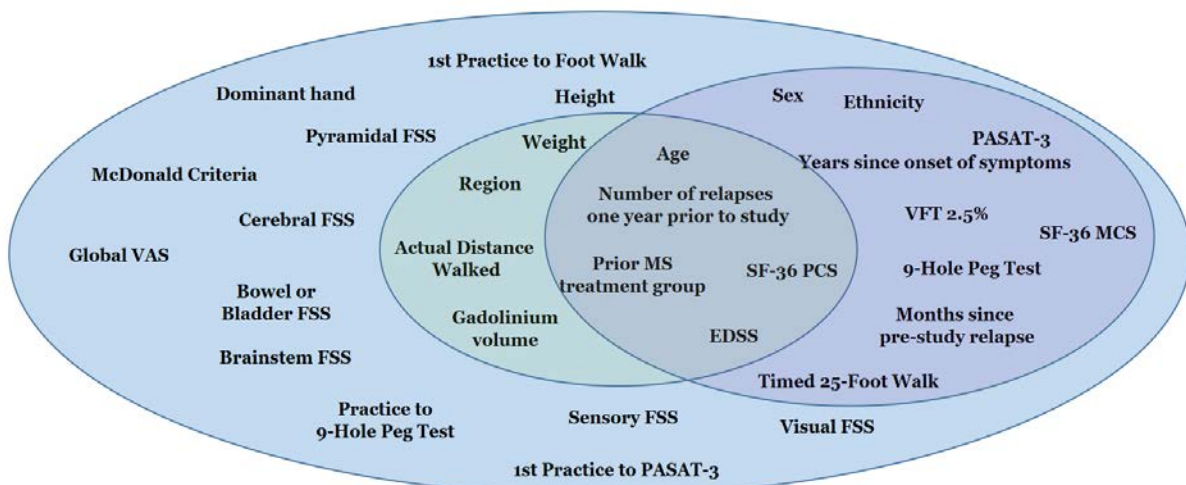 1st Practice to Foot Walk
Dominant hand
Height
Sex
Ethnicity
Pyramidal FSS
Weight
Age
PASAT-3
Years since onset of symptoms
McDonald Criteria
Region
Number of relapses
one year prior to study
Cerebral FSS
VFT 2.5%
SF-36 MCS
Global VAS
Actual Distance
Walked
Prior MS
treatment group
SF-36 PCS
9-Hole Peg Test
Bowel or
Bladder FSS
Gadolinium
volume
EDSS
Months since
pre-study relapse
Brainstem FSS
Timed 25-Foot Walk
Practice to
9-Hole Peg Test
Sensory FSS
Visual FSS
1st Practice to PASAT-3